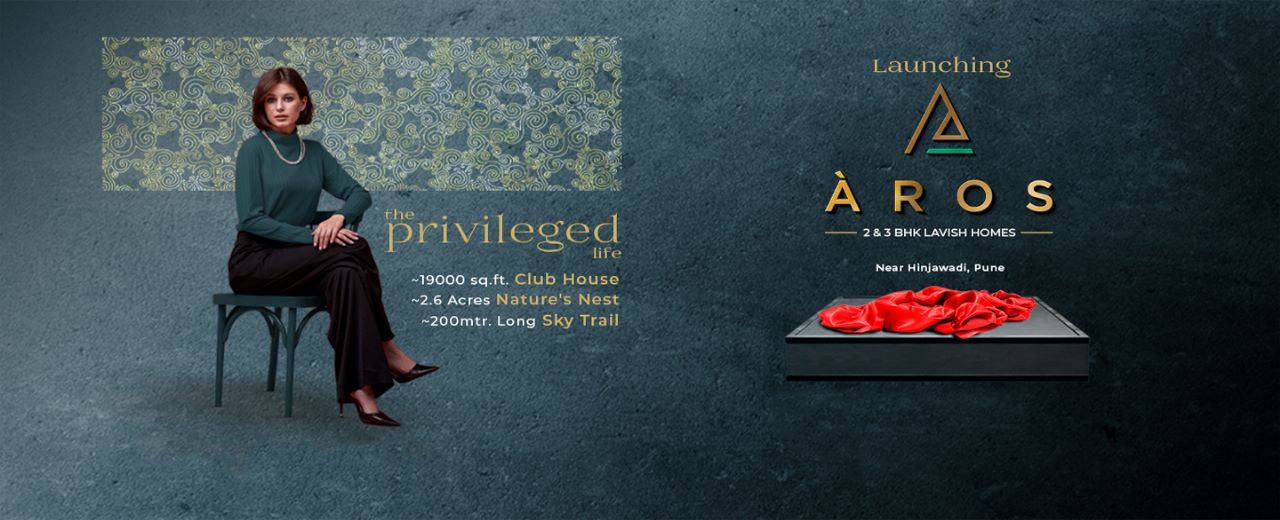 the
privileged
life
~19000 sq.ft. Club House
~2.6 Acres Nature's Nest
~200mtr. Long Sky Trail
Launching
ÀROS
2 & 3 BHK LAVISH HOMES
Near Hinjawadi, Pune